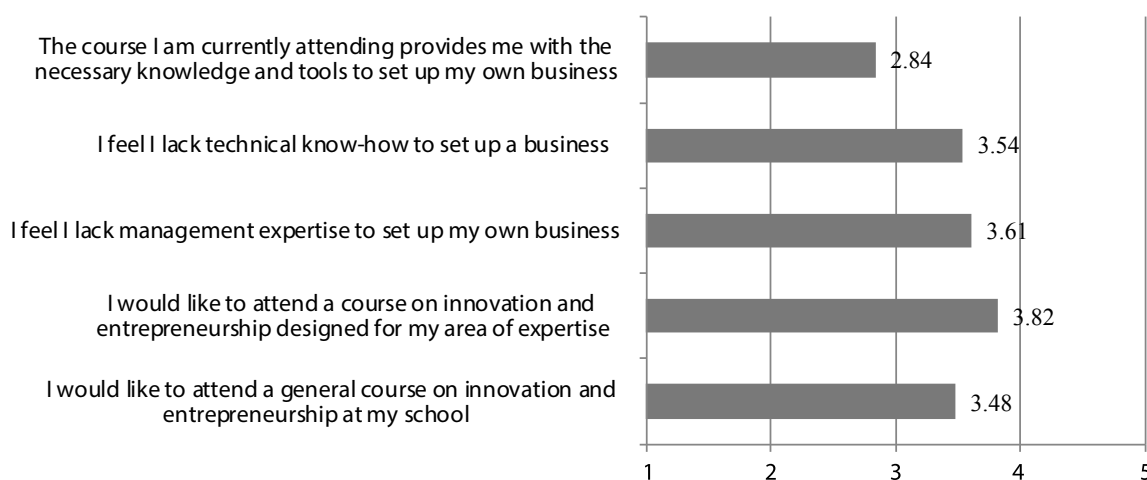 The course I am currently attending provides me with the
necessary knowledge and tools to set up my own business
2.84
I feel I lack technical know-how to set up a business
3.54
I feel I lack management expertise to set up my own business
3.61
I would like to attend a course on innovation and
entrepreneurship designed for my area of expertise
3.82
I would like to attend a general course on innovation and
entrepreneurship at my school
3.48
1 2 3 4 5